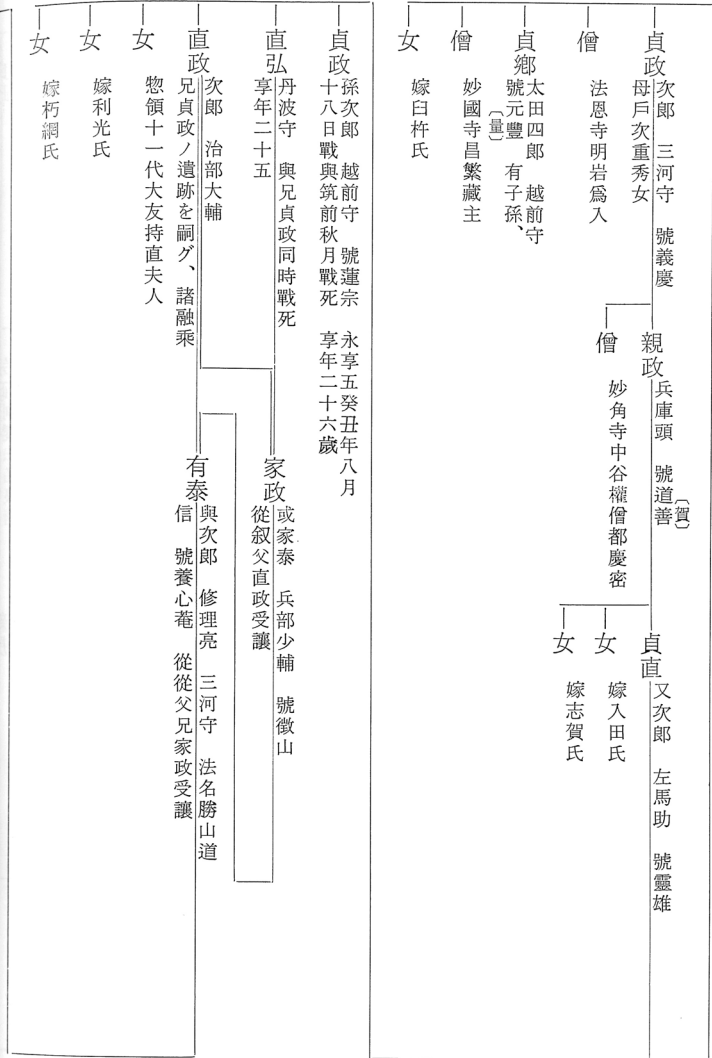 貞政
次郎　三河守　號義慶
母戶次重秀女
僧
法恩寺明岩爲入
貞鄕
太田四郎　越前守
號元豐　有子孫、
〔量〕
僧
妙國寺昌繁藏主
女
嫁臼杵氏
親政
兵庫頭　號道善
〔賀〕
僧
妙角寺中谷權僧都慶密
貞直
又次郎　左馬助　號靈雄
女
嫁入田氏
女
嫁志賀氏
貞政
孫次郎　越前守　號蓮宗　永享五癸丑年八月
十八日戰與筑前秋月戰死　享年二十六歲
直弘
丹波守　與兄貞政同時戰死
享年二十五
直政
次郎　治部大輔
兄貞政ノ遺跡を嗣グ、諸融乘
女
惣領十一代大友持直夫人
女
嫁利光氏
女
嫁朽網氏
家政
或家泰　兵部少輔　號徵山
從叙父直政受讓
有泰
與次郎　修理亮　三河守　法名勝山道
信　號養心菴　從從父兄家政受讓